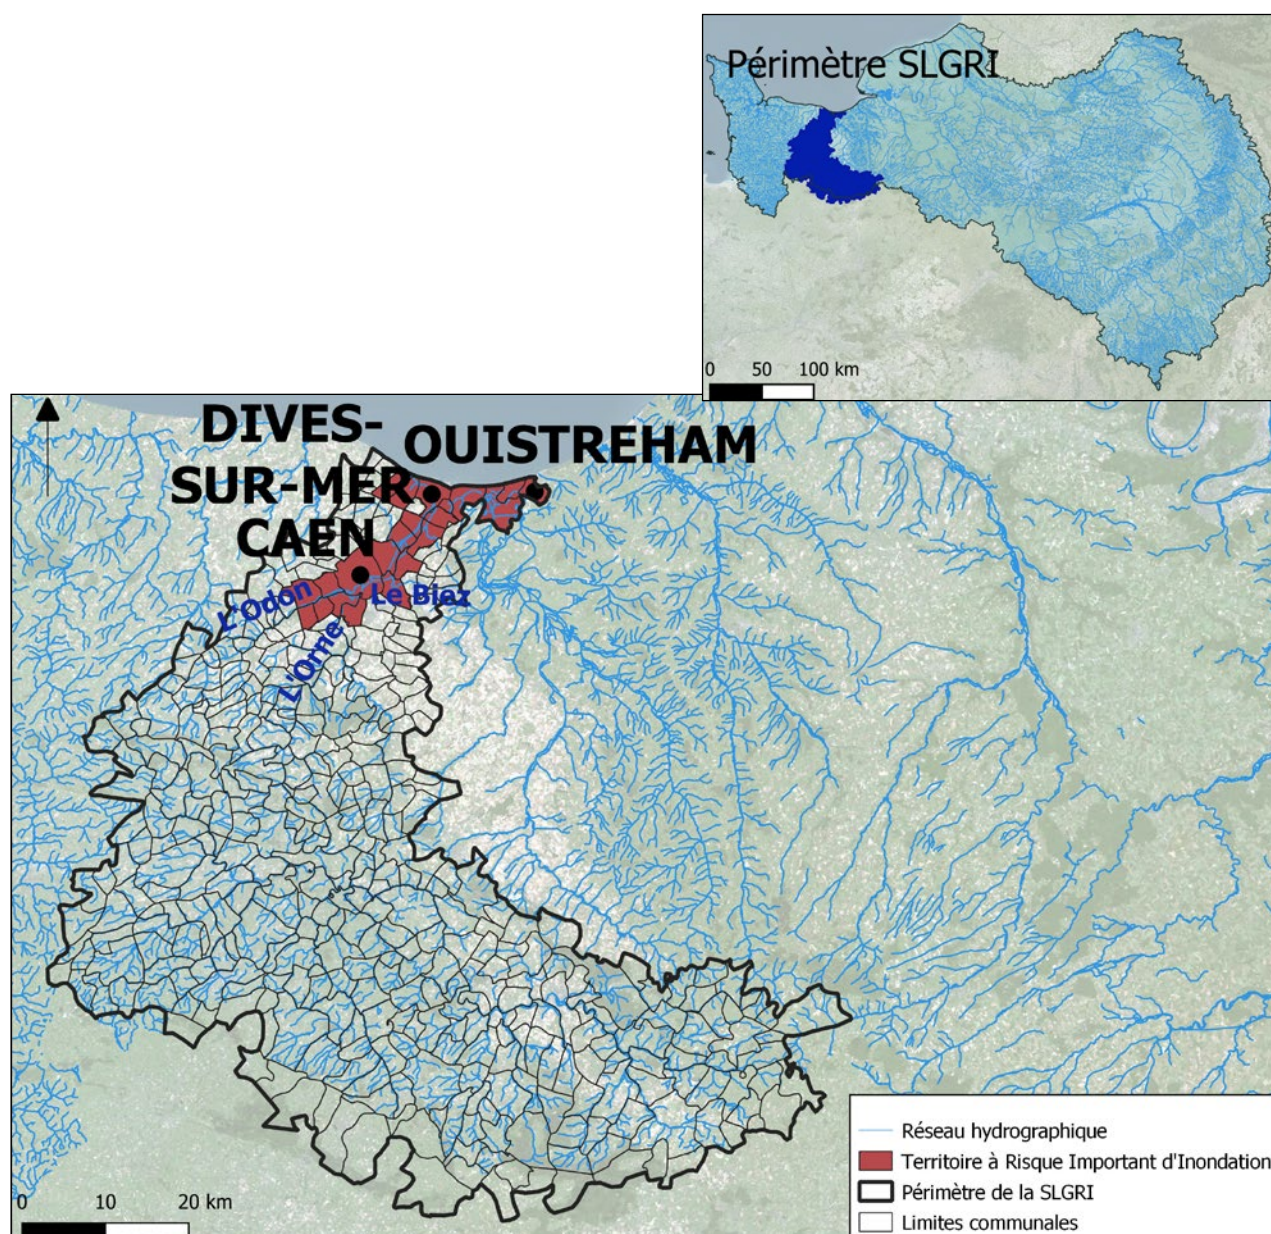 Périmètre SLGRI
0 50 100 km
DIVES-
SUR-MER
OUISTREHAM
CAEN
L'Odon
Le Biez
L'Orne
0 10 20 km
Réseau hydrographique
Territoire à Risque Important d'Inondation
Périmètre de la SLGRI
Limites communales